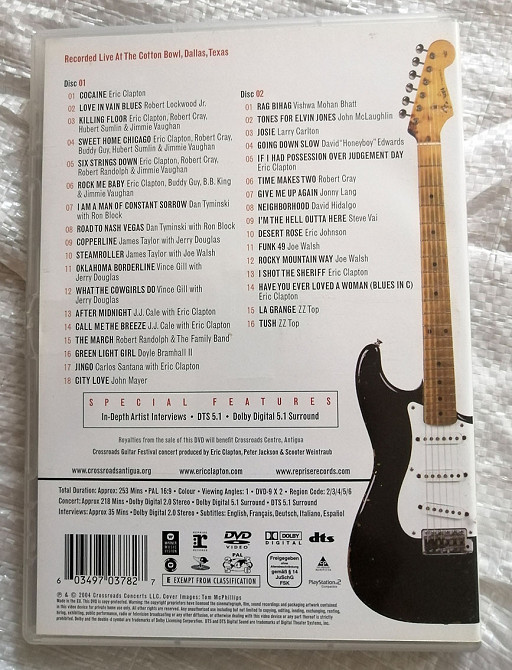 Recorded Live At The Cotton Bowl, Dallas, Texas
Disc 01
01 COCAINE Eric Clapton
02 LOVE IN VAIN BLUES Robert Lockwood Jr.
03 KILLING FLOOR Eric Clapton, Robert Cray,
Hubert Sumlin & Jimmie Vaughan
04 SWEET HOME CHICAGO Eric Clapton, Robert Cray,
Buddy Guy, Hubert Sumlin & Jimmie Vaughan
05 SIX STRINGS DOWN Eric Clapton, Robert Cray,
Robert Randolph & Jimmie Vaughan
06 ROCK ME BABY Eric Clapton, Buddy Guy, B.B. King
& Jimmie Vaughan
07 I AM A MAN OF CONSTANT SORROW Dan Tyminski
with Ron Block
08 ROAD TO NASH VEGAS Dan Tyminski with Ron Block
09 COPPERLINE James Taylor with Jerry Douglas
10 STEAMROLLER James Taylor with Joe Walsh
11 OKLAHOMA BORDERLINE Vince Gill with
Jerry Douglas
12 WHAT THE COWGIRLS DO Vince Gill with
Jerry Douglas
13 AFTER MIDNIGHT J.J. Cale with Eric Clapton
14 CALL ME THE BREEZE J.J. Cale with Eric Clapton
15 THE MARCH Robert Randolph & The Family Band™
16 GREEN LIGHT GIRL Doyle Bramhall II
17 JINGO Carlos Santana with Eric Clapton
18 CITY LOVE John Mayer
Disc 02
01 RAG BIHAG Vishwa Mohan Bhatt
02 TONES FOR ELVIN JONES John McLaughlin
03 JOSIE Larry Carlton
04 GOING DOWN SLOW David "Honeyboy" Edwards
05 IF I HAD POSSESSION OVER JUDGEMENT DAY
Eric Clapton
06 TIME MAKES TWO Robert Cray
07 GIVE ME UP AGAIN Jonny Lang
08 NEIGHBORHOOD David Hidalgo
09 I'M THE HELL OUTTA HERE Steve Vai
10 DESERT ROSE Eric Johnson
11 FUNK 49 Joe Walsh
12 ROCKY MOUNTAIN WAY Joe Walsh
13 I SHOT THE SHERIFF Eric Clapton
14 HAVE YOU EVER LOVED A WOMAN (BLUES IN C)
Eric Clapton
15 LA GRANGE ZZ Top
16 TUSH ZZ Top
SPECIAL FEATURES
In-Depth Artist Interviews • DTS 5.1 • Dolby Digital 5.1 Surround
Royalties from the sale of this DVD will benefit Crossroads Centre, Antigua
Crossroads Guitar Festival concert produced by Eric Clapton, Peter Jackson & Scooter Weintraub
www.crossroadsantigua.org www.ericclapton.com www.repriserecords.com
Total Duration: Approx: 253 Mins • PAL 16:9 • Colour • Viewing Angles: 1 • DVD-9 X 2 • Region Code: 2/3/4/5/6
Concert: Approx 218 Mins • Dolby Digital 2.0 Stereo • Dolby Digital 5.1 Surround • DTS 5.1 Surround
Interviews: Approx 35 Mins • Dolby Digital 2.0 Stereo • Subtitles: English, Français, Deutsch, Italiano, Español
WARNER MUSIC VISION
reprise
DVD VIDEO
DOLBY DIGITAL
dts
PAL
Freigegeben
ohne
Altersbeschränkung
gemäß § 14
JuSchG
FSK
PlayStation.2
E EXEMPT FROM CLASSIFICATION
6 03497 03782 7
℗ & © 2004 Crossroads Concerts LLC. Cover Images: Tom McPhillips